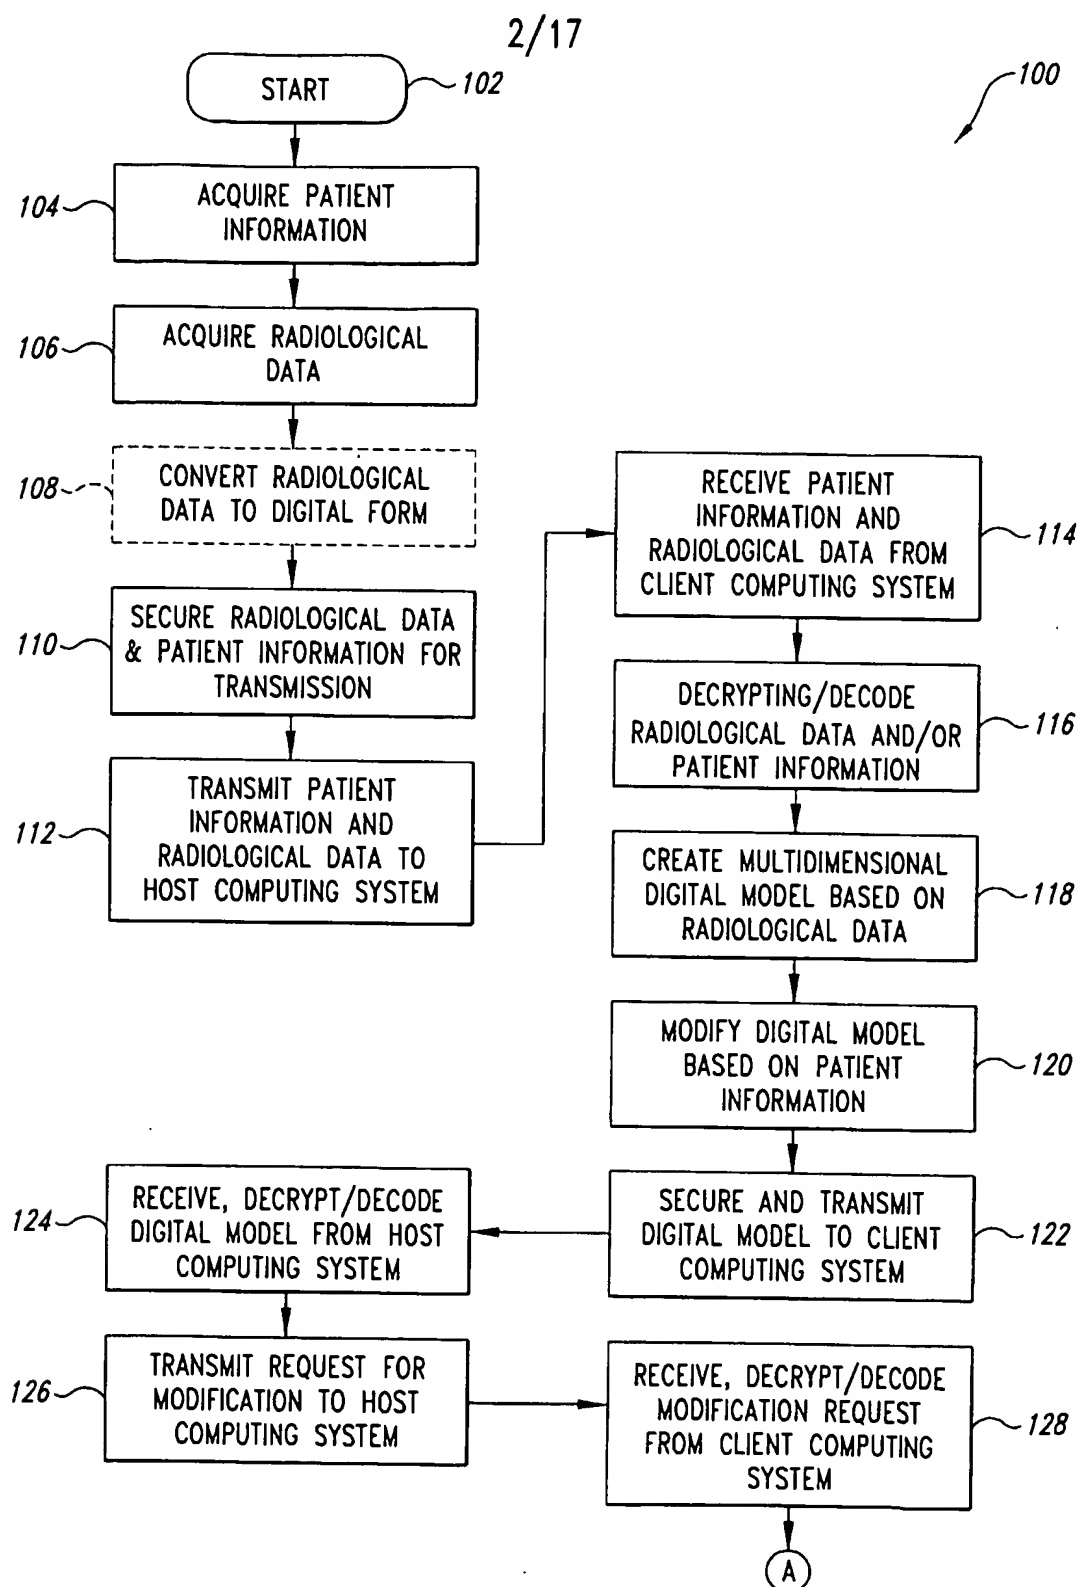 2/17
START
102
100
104
ACQUIRE PATIENT
INFORMATION
106
ACQUIRE RADIOLOGICAL
DATA
108
CONVERT RADIOLOGICAL
DATA TO DIGITAL FORM
110
SECURE RADIOLOGICAL DATA
& PATIENT INFORMATION FOR
TRANSMISSION
112
TRANSMIT PATIENT
INFORMATION AND
RADIOLOGICAL DATA TO
HOST COMPUTING SYSTEM
RECEIVE PATIENT
INFORMATION AND
RADIOLOGICAL DATA FROM
CLIENT COMPUTING SYSTEM
114
DECRYPTING/DECODE
RADIOLOGICAL DATA AND/OR
PATIENT INFORMATION
116
CREATE MULTIDIMENSIONAL
DIGITAL MODEL BASED ON
RADIOLOGICAL DATA
118
MODIFY DIGITAL MODEL
BASED ON PATIENT
INFORMATION
120
SECURE AND TRANSMIT
DIGITAL MODEL TO CLIENT
COMPUTING SYSTEM
122
124
RECEIVE, DECRYPT/DECODE
DIGITAL MODEL FROM HOST
COMPUTING SYSTEM
126
TRANSMIT REQUEST FOR
MODIFICATION TO HOST
COMPUTING SYSTEM
RECEIVE, DECRYPT/DECODE
MODIFICATION REQUEST
FROM CLIENT COMPUTING
SYSTEM
128
A